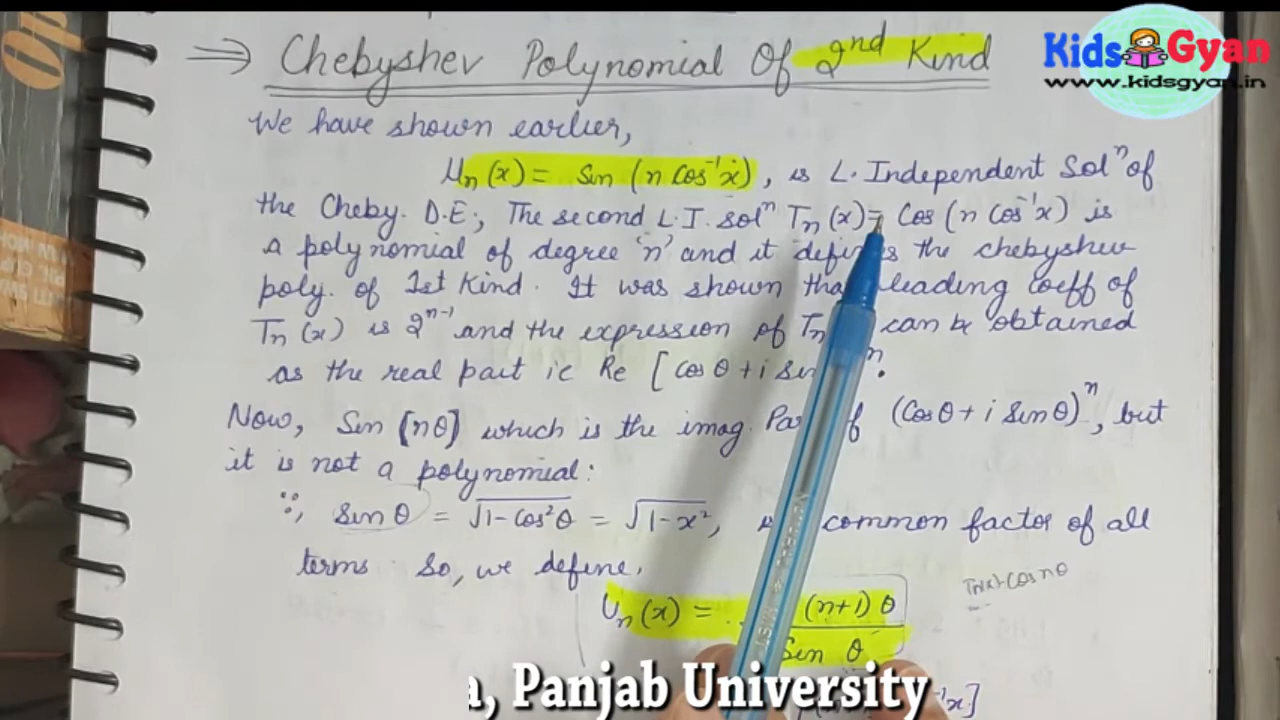 ⇒ Chebyshev Polynomial Of 2nd Kind
Kids Gyan
www.kidsgyan.in
We have shown earlier,
Un(x) = Sin (n Cos⁻¹x), is L. Independent Solⁿ of
the Cheby. D.E; The second L.I. solⁿ Tn(x) = Cos (n Cos⁻¹x) is
a polynomial of degree 'n' and it defines the chebyshev
poly. of 1st Kind. It was shown that leading coeff of
Tn(x) is 2ⁿ⁻¹ and the expression of Tn can be obtained
as the real part ie Re [Cos θ + i Sin n.
Now, Sin [nθ] which is the imag. Part of (Cos θ + i Sin θ)ⁿ, but
it is not a polynomial:
∵, Sin θ = √1-Cos²θ = √1-x², common factor of all
terms. So, we define,
Tn(x)=Cos nθ
Un(x) = (n+1) θ
Sin θ
⁻¹x]
, Panjab University